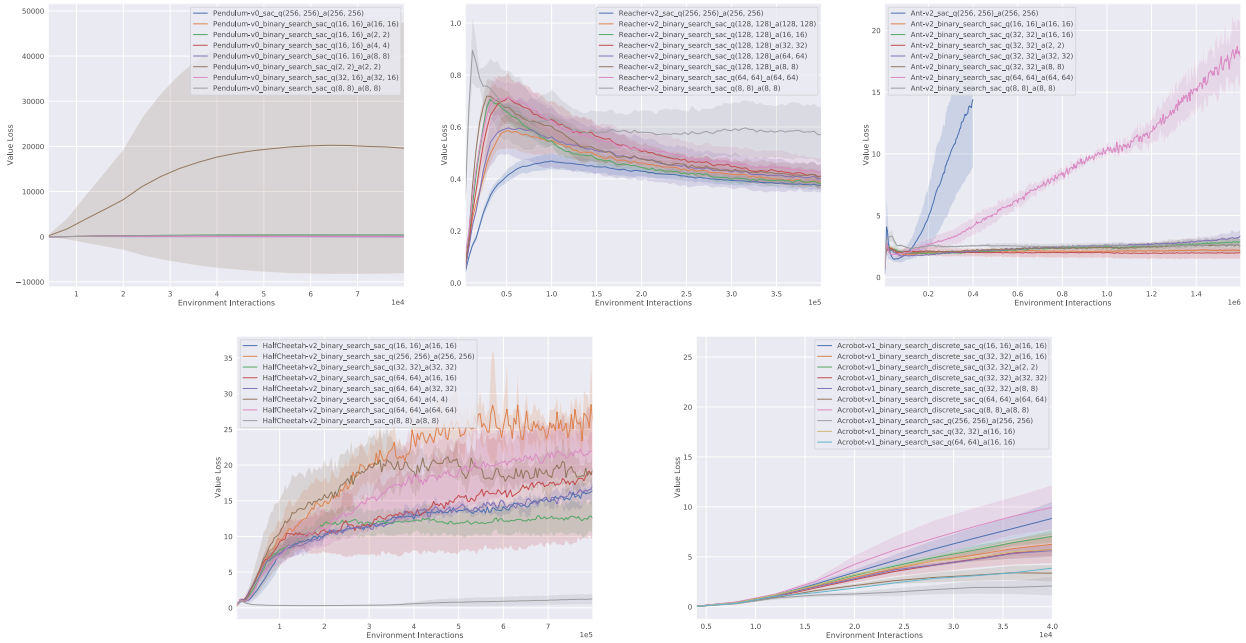 50000
40000
30000
20000
10000
0
−10000
Value Loss
Pendulum-v0_sac_q(256, 256)_a(256, 256)
Pendulum-v0_binary_search_sac_q(16, 16)_a(16, 16)
Pendulum-v0_binary_search_sac_q(16, 16)_a(2, 2)
Pendulum-v0_binary_search_sac_q(16, 16)_a(4, 4)
Pendulum-v0_binary_search_sac_q(16, 16)_a(8, 8)
Pendulum-v0_binary_search_sac_q(2, 2)_a(2, 2)
Pendulum-v0_binary_search_sac_q(32, 16)_a(32, 16)
Pendulum-v0_binary_search_sac_q(8, 8)_a(8, 8)
1 2 3 4 5 6 7
Environment Interactions
1e4
1.0
0.8
0.6
0.4
0.2
0.0
Value Loss
Reacher-v2_sac_q(256, 256)_a(256, 256)
Reacher-v2_binary_search_sac_q(128, 128)_a(128, 128)
Reacher-v2_binary_search_sac_q(128, 128)_a(16, 16)
Reacher-v2_binary_search_sac_q(128, 128)_a(32, 32)
Reacher-v2_binary_search_sac_q(128, 128)_a(64, 64)
Reacher-v2_binary_search_sac_q(128, 128)_a(8, 8)
Reacher-v2_binary_search_sac_q(64, 64)_a(64, 64)
Reacher-v2_binary_search_sac_q(8, 8)_a(8, 8)
0.5 1.0 1.5 2.0 2.5 3.0 3.5
Environment Interactions
1e5
20
15
10
5
0
Value Loss
Ant-v2_sac_q(256, 256)_a(256, 256)
Ant-v2_binary_search_sac_q(16, 16)_a(16, 16)
Ant-v2_binary_search_sac_q(32, 32)_a(16, 16)
Ant-v2_binary_search_sac_q(32, 32)_a(2, 2)
Ant-v2_binary_search_sac_q(32, 32)_a(32, 32)
Ant-v2_binary_search_sac_q(32, 32)_a(8, 8)
Ant-v2_binary_search_sac_q(64, 64)_a(64, 64)
Ant-v2_binary_search_sac_q(8, 8)_a(8, 8)
0.2 0.4 0.6 0.8 1.0 1.2 1.4 1.6
Environment Interactions
1e6
35
30
25
20
15
10
5
0
Value Loss
HalfCheetah-v2_binary_search_sac_q(16, 16)_a(16, 16)
HalfCheetah-v2_binary_search_sac_q(256, 256)_a(256, 256)
HalfCheetah-v2_binary_search_sac_q(32, 32)_a(32, 32)
HalfCheetah-v2_binary_search_sac_q(64, 64)_a(16, 16)
HalfCheetah-v2_binary_search_sac_q(64, 64)_a(32, 32)
HalfCheetah-v2_binary_search_sac_q(64, 64)_a(4, 4)
HalfCheetah-v2_binary_search_sac_q(64, 64)_a(64, 64)
HalfCheetah-v2_binary_search_sac_q(8, 8)_a(8, 8)
1 2 3 4 5 6 7
Environment Interactions
1e5
25
20
15
10
5
0
Value Loss
Acrobot-v1_binary_search_discrete_sac_q(16, 16)_a(16, 16)
Acrobot-v1_binary_search_discrete_sac_q(32, 32)_a(16, 16)
Acrobot-v1_binary_search_discrete_sac_q(32, 32)_a(2, 2)
Acrobot-v1_binary_search_discrete_sac_q(32, 32)_a(32, 32)
Acrobot-v1_binary_search_discrete_sac_q(32, 32)_a(8, 8)
Acrobot-v1_binary_search_discrete_sac_q(64, 64)_a(64, 64)
Acrobot-v1_binary_search_discrete_sac_q(8, 8)_a(8, 8)
Acrobot-v1_binary_search_sac_q(256, 256)_a(256, 256)
Acrobot-v1_binary_search_sac_q(32, 32)_a(16, 16)
Acrobot-v1_binary_search_sac_q(64, 64)_a(16, 16)
0.5 1.0 1.5 2.0 2.5 3.0 3.5 4.0
Environment Interactions
1e4